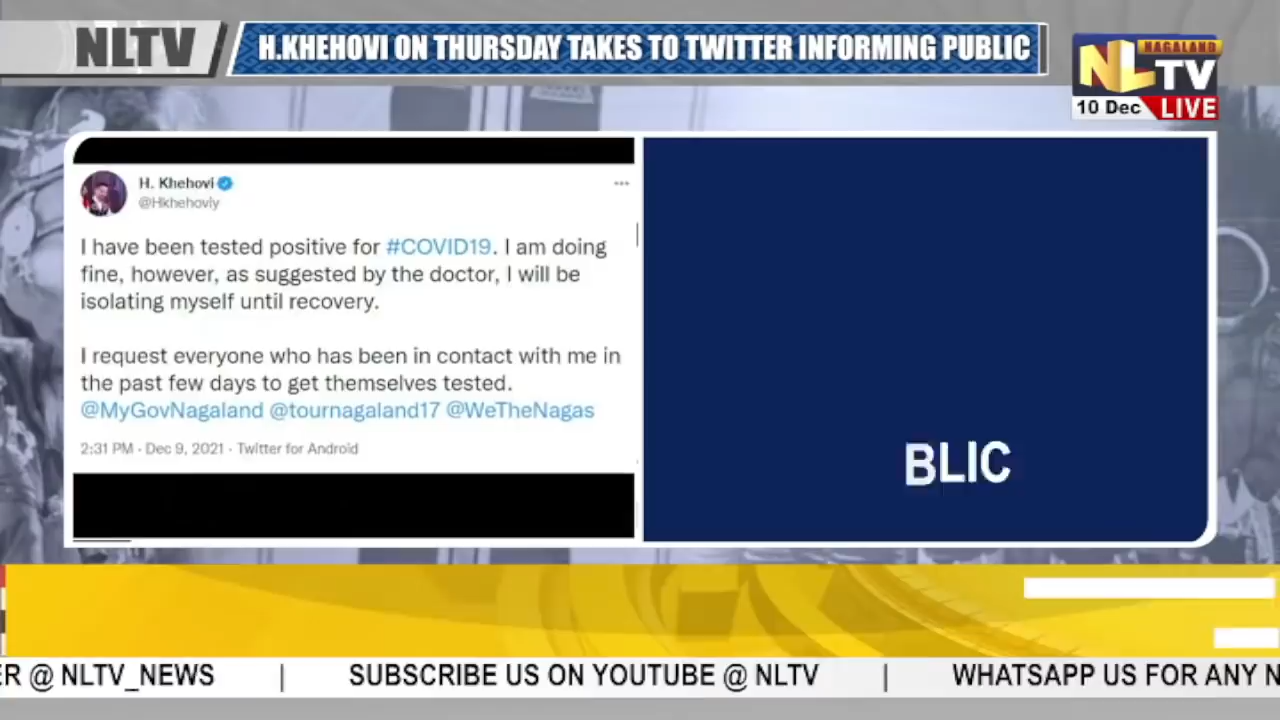 NLTV
H.KHEHOVI ON THURSDAY TAKES TO TWITTER INFORMING PUBLIC
NAGALAND
NLTV
10 Dec LIVE
H. Khehovi
@Hkhehoviy
I have been tested positive for #COVID19. I am doing
fine, however, as suggested by the doctor, I will be
isolating myself until recovery.
I request everyone who has been in contact with me in
the past few days to get themselves tested.
@MyGovNagaland @tournagaland17 @WeTheNagas
2:31 PM · Dec 9, 2021 · Twitter for Android
BLIC
ER @ NLTV_NEWS | SUBSCRIBE US ON YOUTUBE @ NLTV | WHATSAPP US FOR ANY N